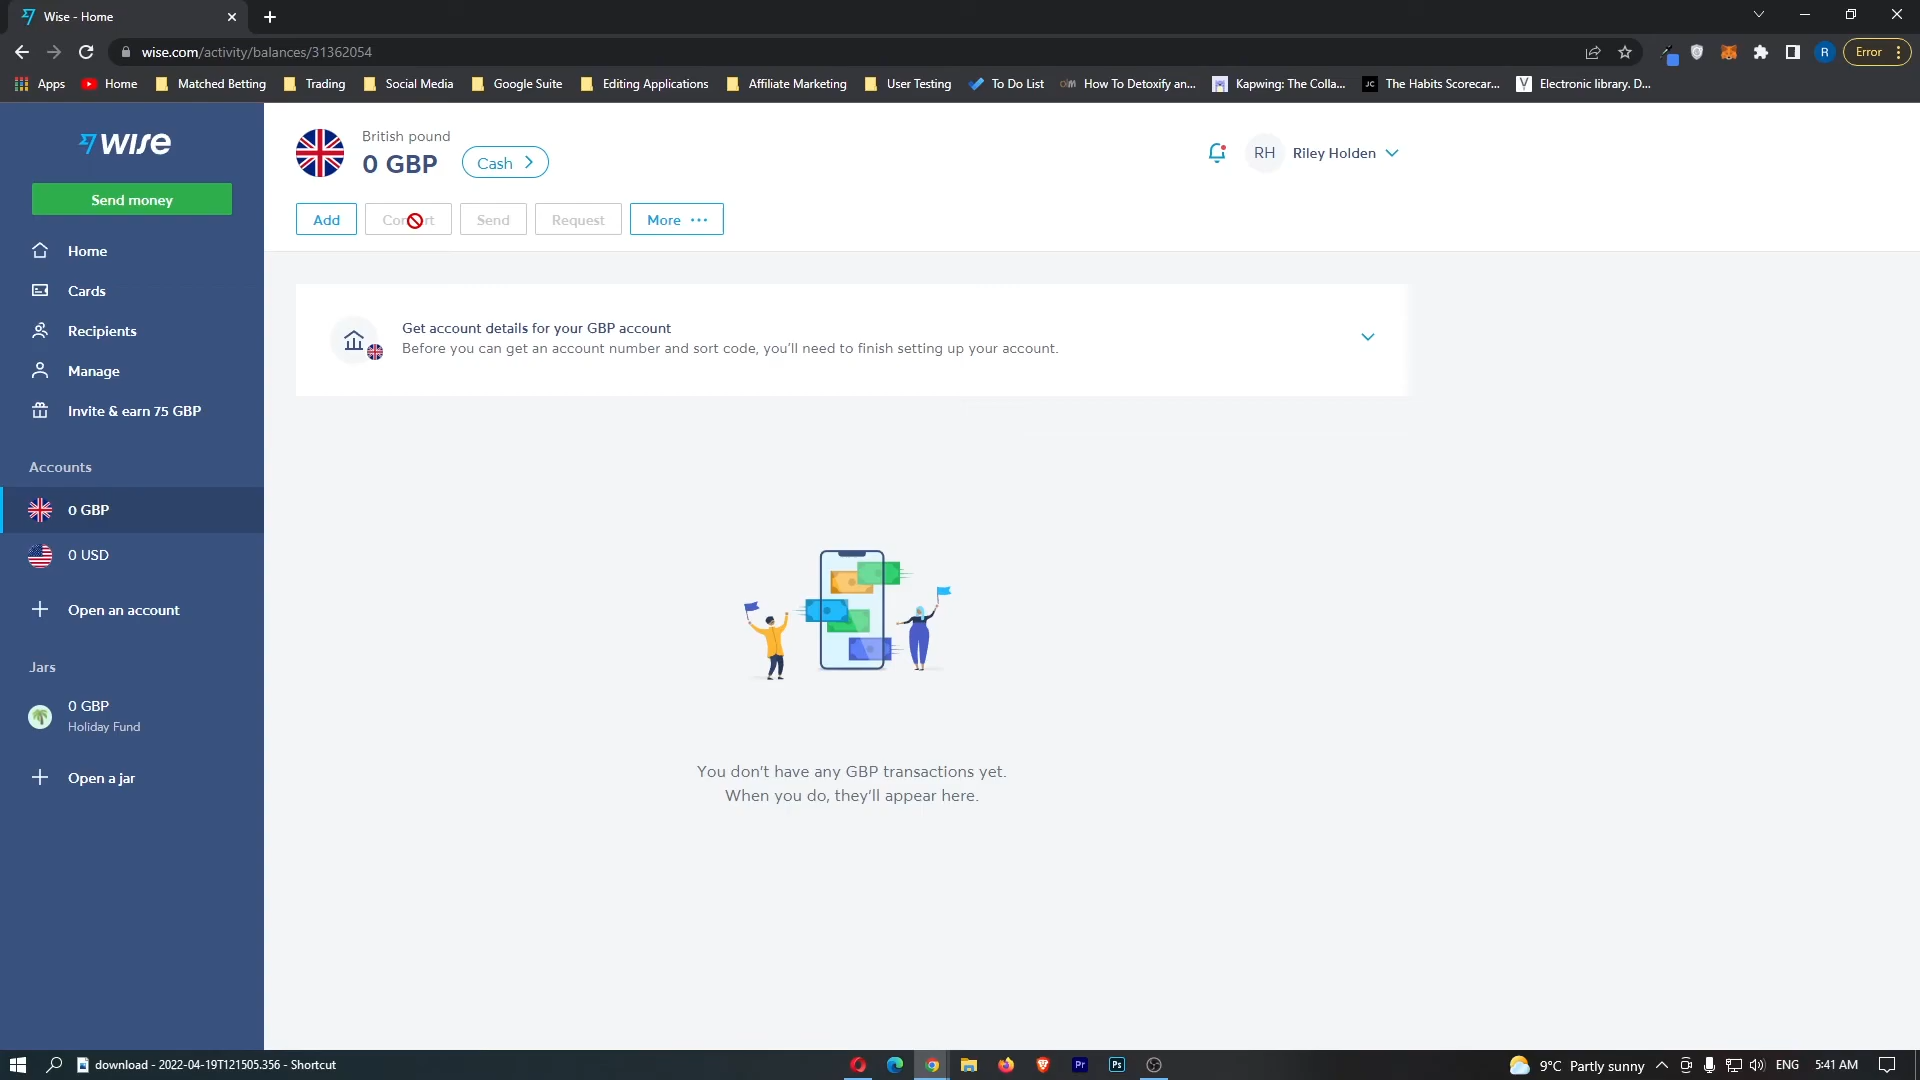 Wise - Home
wise.com/activity/balances/31362054
Error
Apps
Home
Matched Betting
Trading
Social Media
Google Suite
Editing Applications
Affiliate Marketing
User Testing
To Do List
How To Detoxify an...
Kapwing: The Colla...
JC
The Habits Scorecar...
Electronic library. D...
wise
Send money
Home
Cards
Recipients
Manage
Invite & earn 75 GBP
Accounts
0 GBP
0 USD
Open an account
Jars
0 GBP
Holiday Fund
Open a jar
British pound
0 GBP
Cash
RH
Riley Holden
Add
Send
Request
More
Get account details for your GBP account
Before you can get an account number and sort code, you'll need to finish setting up your account.
You don't have any GBP transactions yet.
When you do, they'll appear here.
download - 2022-04-19T121505.356 - Shortcut
Pr
Ps
9°C Partly sunny
ENG
5:41 AM